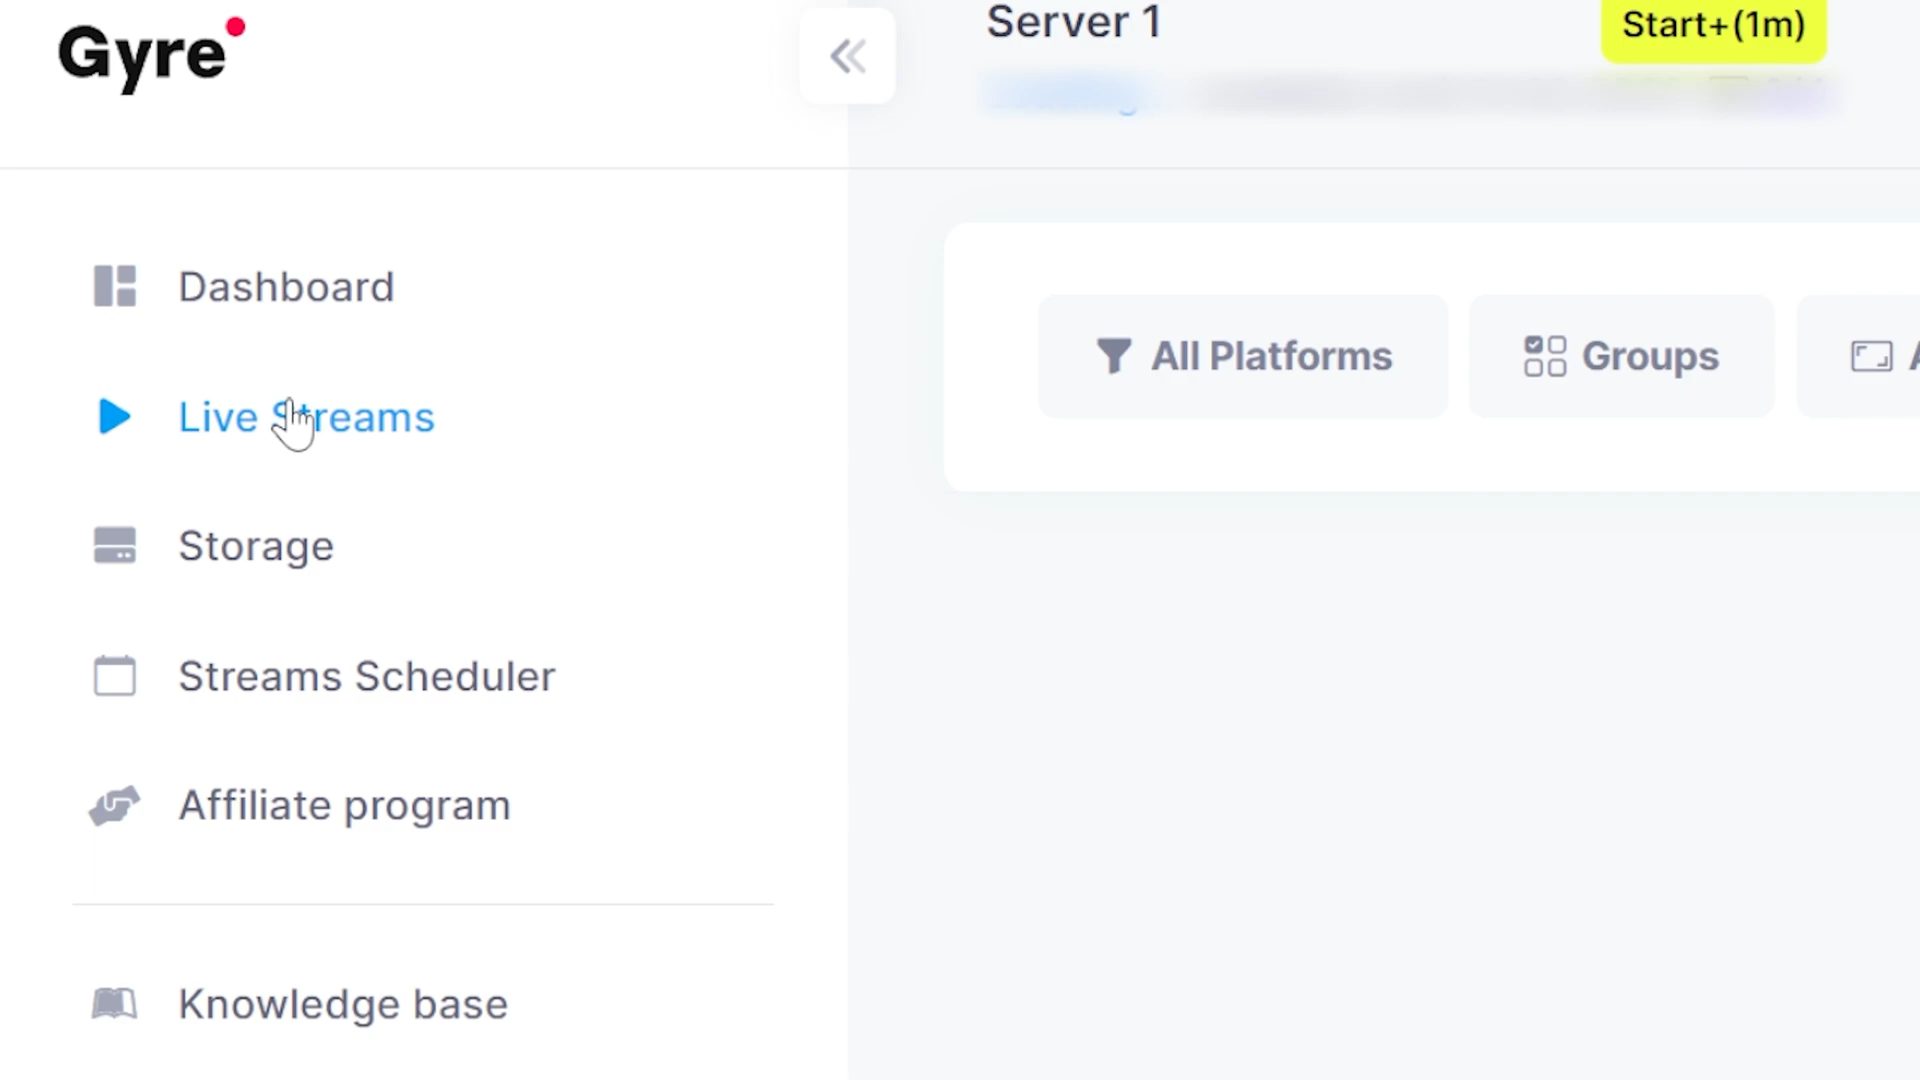 Gyre
Server 1
Start+(1m)
Dashboard
Live Streams
Storage
Streams Scheduler
Affiliate program
Knowledge base
All Platforms
Groups